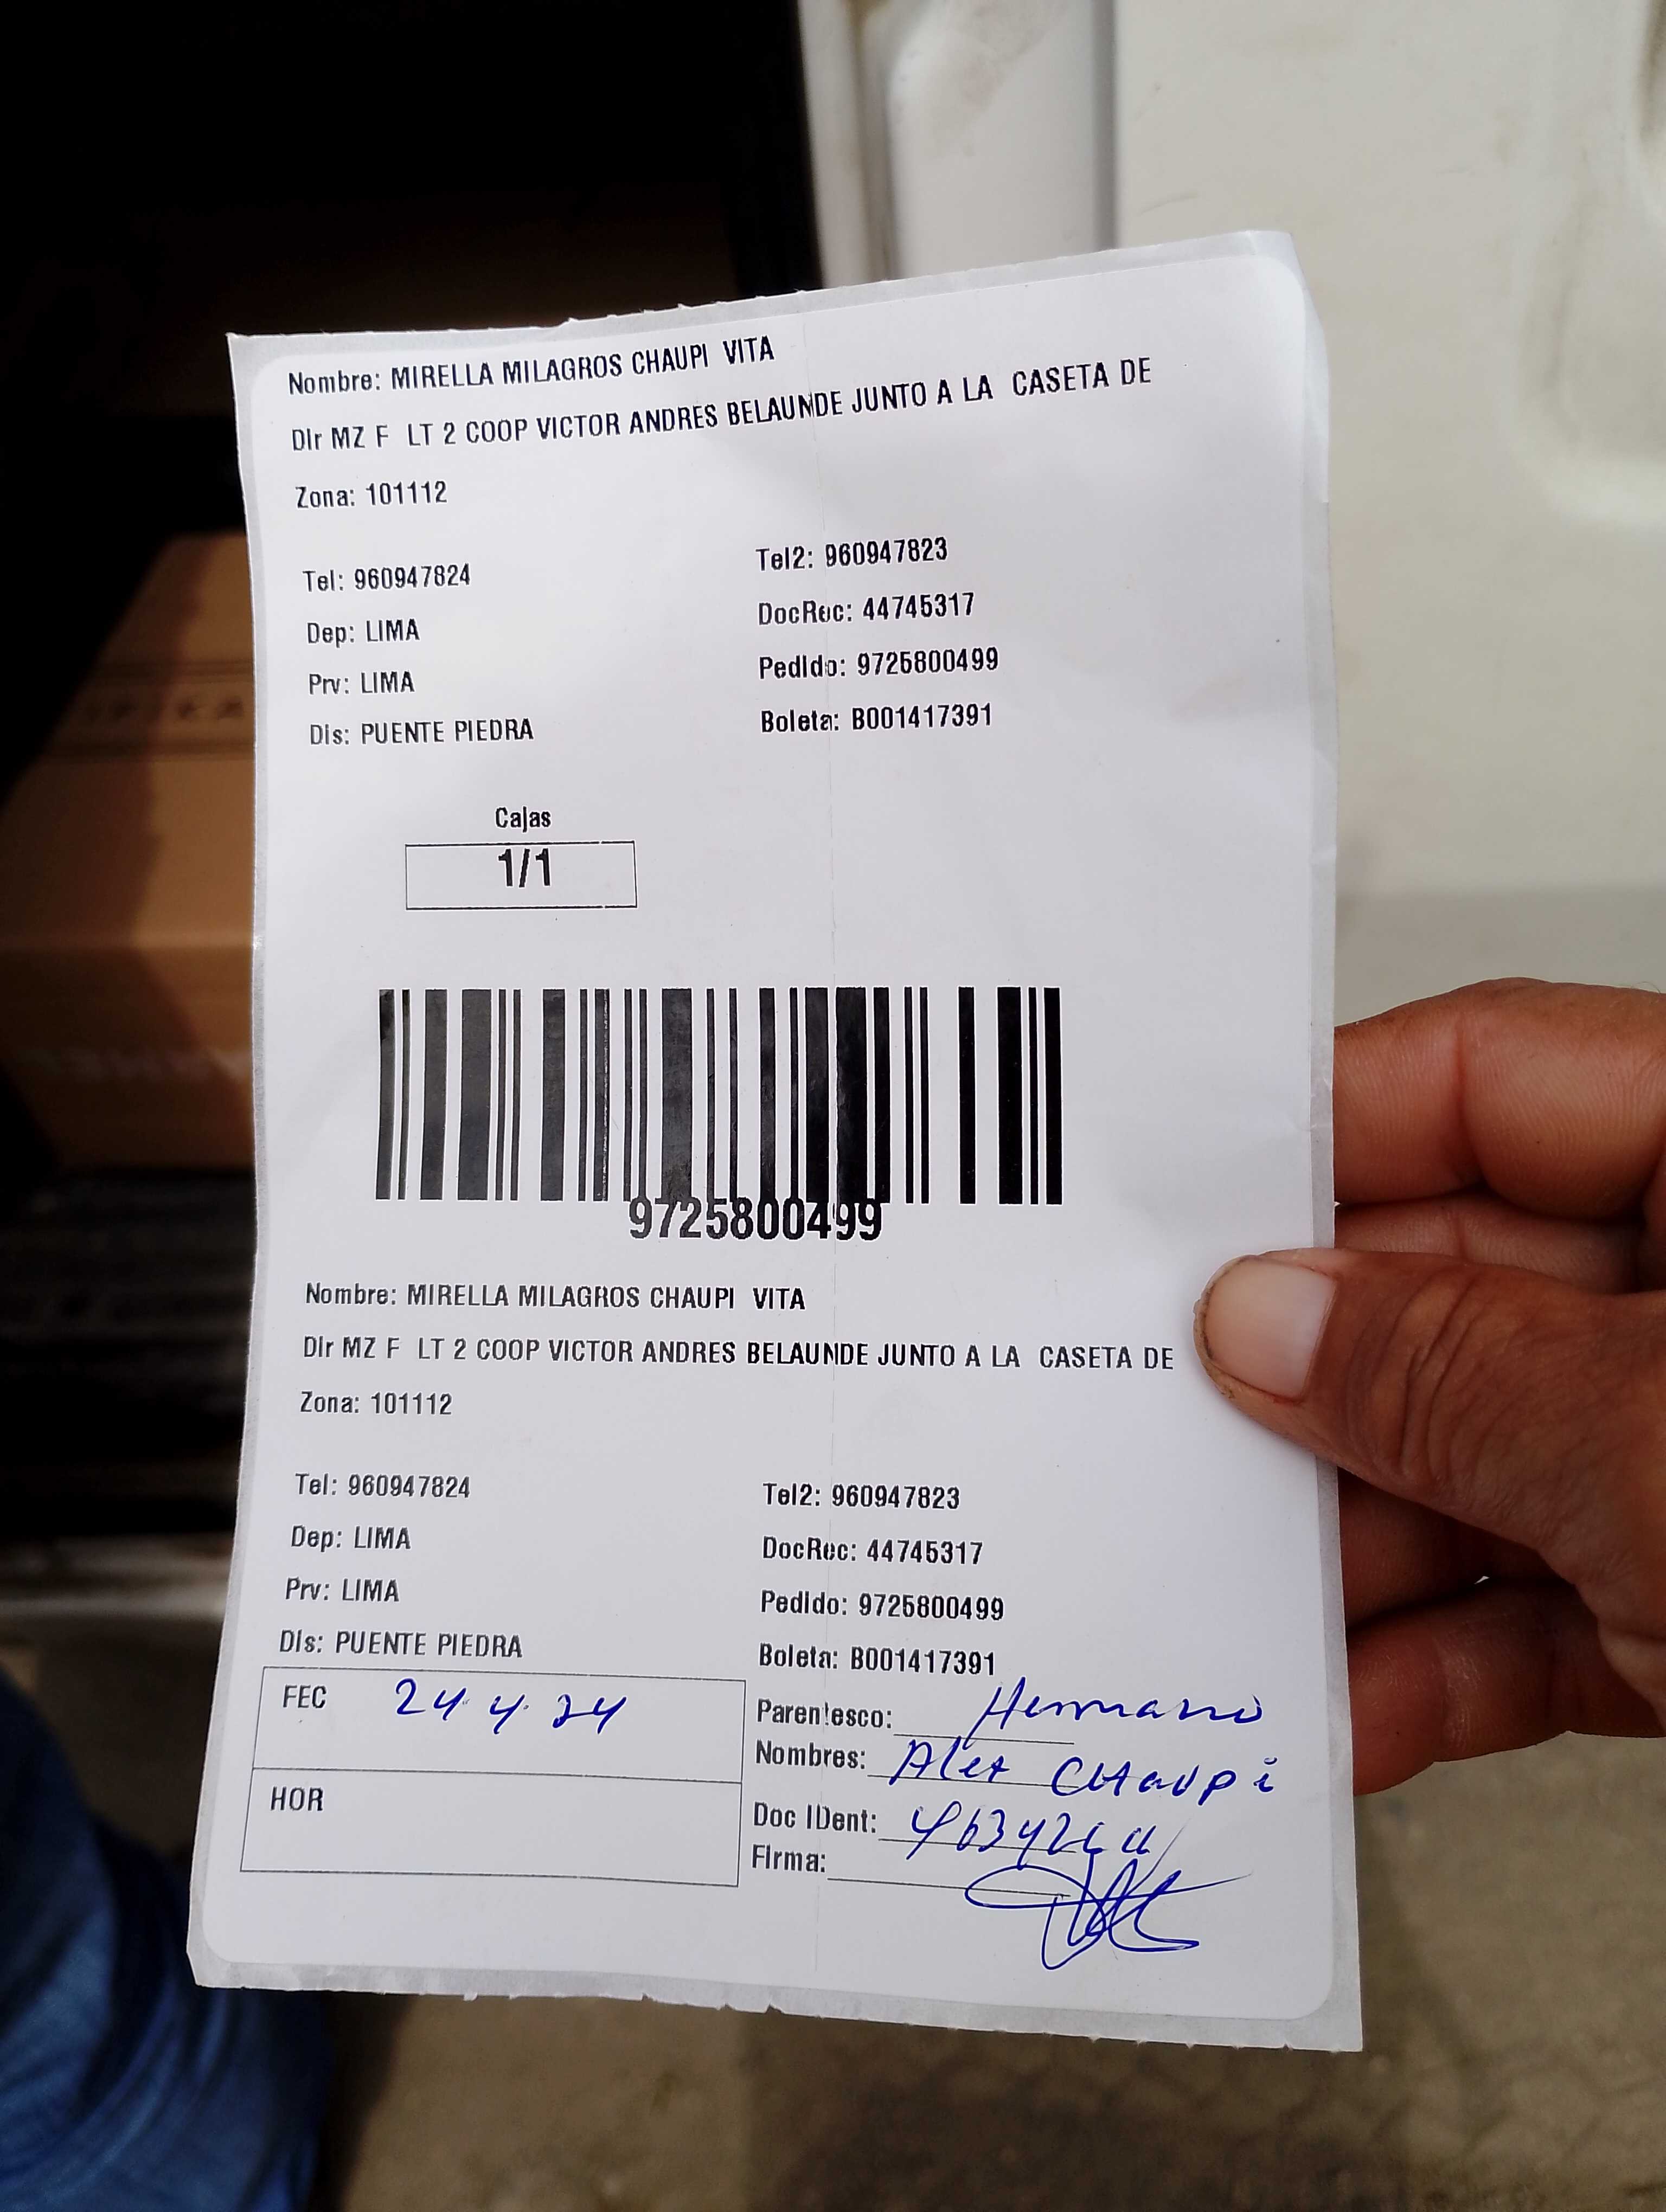 Nombre: MIRELLA MILAGROS CHAUPI VITA
Dir MZ F LT 2 COOP VICTOR ANDRES BELAUNDE JUNTO A LA CASETA DE
Zona: 101112
Tel: 960947824 Tel2: 960947823
Dep: LIMA DocRec: 44745317
Prv: LIMA Pedido: 9725800499
Dis: PUENTE PIEDRA Boleta: B001417391
Cajas
1/1
9725800499
Nombre: MIRELLA MILAGROS CHAUPI VITA
Dir MZ F LT 2 COOP VICTOR ANDRES BELAUNDE JUNTO A LA CASETA DE
Zona: 101112
Tel: 960947824 Tel2: 960947823
Dep: LIMA DocRec: 44745317
Prv: LIMA Pedido: 9725800499
Dis: PUENTE PIEDRA Boleta: B001417391
FEC 24 4 24 Parentesco: Hermano
Nombres: Alex CHaupi
HOR Doc IDent:
Firma: